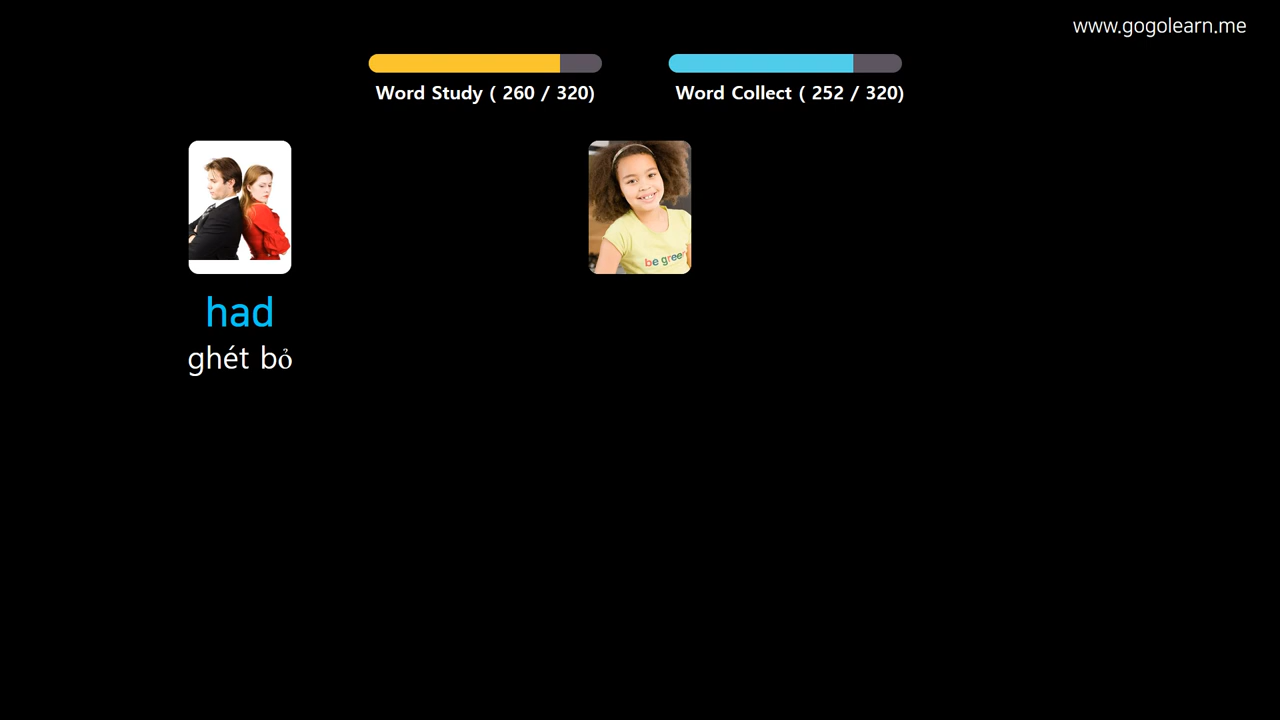 www.gogolearn.me
Word Study ( 260 / 320)
Word Collect ( 252 / 320)
be green
had
ghét bỏ